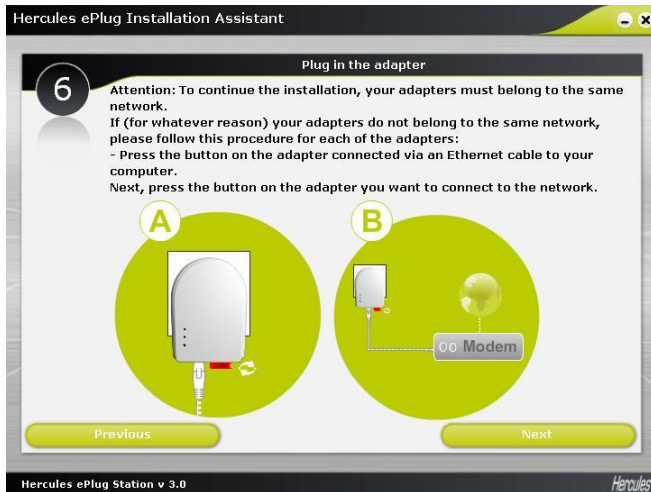 Hercules ePlug Installation Assistant
Plug in the adapter
6
Attention: To continue the installation, your adapters must belong to the same
network.
If (for whatever reason) your adapters do not belong to the same network,
please follow this procedure for each of the adapters:
- Press the button on the adapter connected via an Ethernet cable to your
computer.
Next, press the button on the adapter you want to connect to the network.
A
B
Modem
Previous
Next
Hercules ePlug Station v 3.0
Hercules